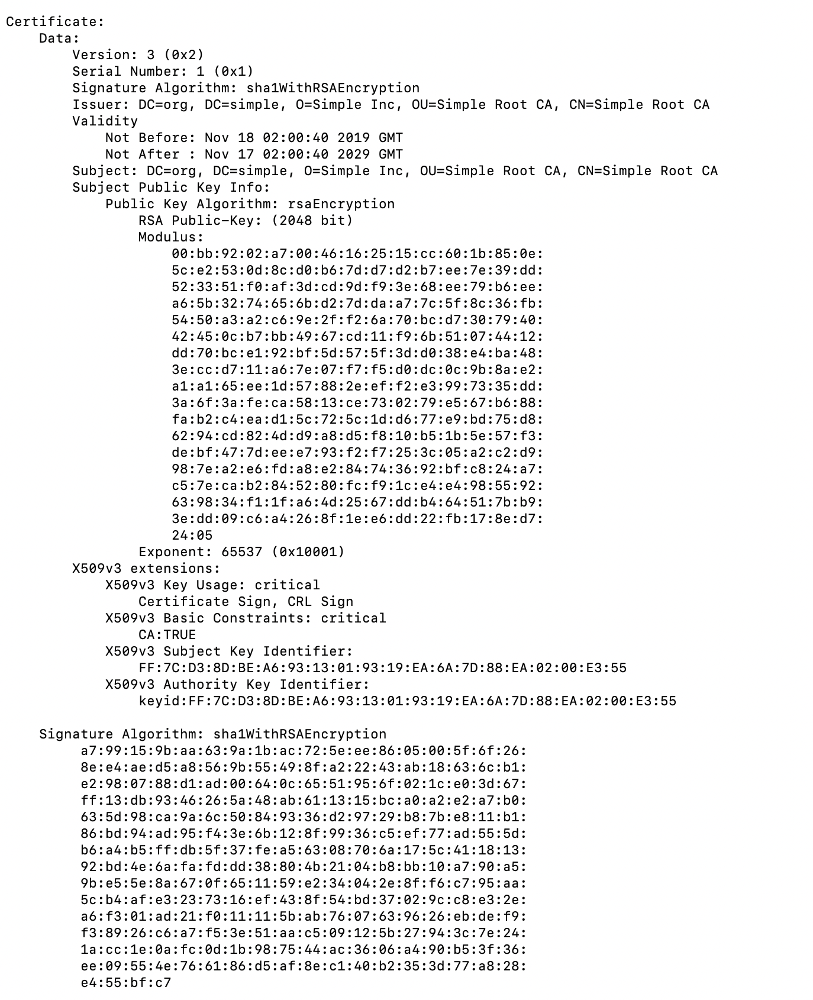 Certificate:
    Data:
        Version: 3 (0x2)
        Serial Number: 1 (0x1)
        Signature Algorithm: sha1WithRSAEncryption
        Issuer: DC=org, DC=simple, O=Simple Inc, OU=Simple Root CA, CN=Simple Root CA
        Validity
            Not Before: Nov 18 02:00:40 2019 GMT
            Not After : Nov 17 02:00:40 2029 GMT
        Subject: DC=org, DC=simple, O=Simple Inc, OU=Simple Root CA, CN=Simple Root CA
        Subject Public Key Info:
            Public Key Algorithm: rsaEncryption
                RSA Public-Key: (2048 bit)
                Modulus:
                    00:bb:92:02:a7:00:46:16:25:15:cc:60:1b:85:0e:
                    5c:e2:53:0d:8c:d0:b6:7d:d7:d2:b7:ee:7e:39:dd:
                    52:33:51:f0:af:3d:cd:9d:f9:3e:68:ee:79:b6:ee:
                    a6:5b:32:74:65:6b:d2:7d:da:a7:7c:5f:8c:36:fb:
                    54:50:a3:a2:c6:9e:2f:f2:6a:70:bc:d7:30:79:40:
                    42:45:0c:b7:bb:49:67:cd:11:f9:6b:51:07:44:12:
                    dd:70:bc:e1:92:bf:5d:57:5f:3d:d0:38:e4:ba:48:
                    3e:cc:d7:11:a6:7e:07:f7:f5:d0:dc:0c:9b:8a:e2:
                    a1:a1:65:ee:1d:57:88:2e:ef:f2:e3:99:73:35:dd:
                    3a:6f:3a:fe:ca:58:13:ce:73:02:79:e5:67:b6:88:
                    fa:b2:c4:ea:d1:5c:72:5c:1d:d6:77:e9:bd:75:d8:
                    62:94:cd:82:4d:d9:a8:d5:f8:10:b5:1b:5e:57:f3:
                    de:bf:47:7d:ee:e7:93:f2:f7:25:3c:05:a2:c2:d9:
                    98:7e:a2:e6:fd:a8:e2:84:74:36:92:bf:c8:24:a7:
                    c5:7e:ca:b2:84:52:80:fc:f9:1c:e4:e4:98:55:92:
                    63:98:34:f1:1f:a6:4d:25:67:dd:b4:64:51:7b:b9:
                    3e:dd:09:c6:a4:26:8f:1e:e6:dd:22:fb:17:8e:d7:
                    24:05
                Exponent: 65537 (0x10001)
        X509v3 extensions:
            X509v3 Key Usage: critical
                Certificate Sign, CRL Sign
            X509v3 Basic Constraints: critical
                CA:TRUE
            X509v3 Subject Key Identifier:
                FF:7C:D3:8D:BE:A6:93:13:01:93:19:EA:6A:7D:88:EA:02:00:E3:55
            X509v3 Authority Key Identifier:
                keyid:FF:7C:D3:8D:BE:A6:93:13:01:93:19:EA:6A:7D:88:EA:02:00:E3:55

    Signature Algorithm: sha1WithRSAEncryption
         a7:99:15:9b:aa:63:9a:1b:ac:72:5e:ee:86:05:00:5f:6f:26:
         8e:e4:ae:d5:a8:56:9b:55:49:8f:a2:22:43:ab:18:63:6c:b1:
         e2:98:07:88:d1:ad:00:64:0c:65:51:95:6f:02:1c:e0:3d:67:
         ff:13:db:93:46:26:5a:48:ab:61:13:15:bc:a0:a2:e2:a7:b0:
         63:5d:98:ca:9a:6c:50:84:93:36:d2:97:29:b8:7b:e8:11:b1:
         86:bd:94:ad:95:f4:3e:6b:12:8f:99:36:c5:ef:77:ad:55:5d:
         b6:a4:b5:ff:db:5f:37:fe:a5:63:08:70:6a:17:5c:41:18:13:
         92:bd:4e:6a:fa:fd:dd:38:80:4b:21:04:b8:bb:10:a7:90:a5:
         9b:e5:5e:8a:67:0f:65:11:59:e2:34:04:2e:8f:f6:c7:95:aa:
         5c:b4:af:e3:23:73:16:ef:43:8f:54:bd:37:02:9c:c8:e3:2e:
         a6:f3:01:ad:21:f0:11:11:5b:ab:76:07:63:96:26:eb:de:f9:
         f3:89:26:c6:a7:f5:3e:51:aa:c5:09:12:5b:27:94:3c:7e:24:
         1a:cc:1e:0a:fc:0d:1b:98:75:44:ac:36:06:a4:90:b5:3f:36:
         ee:09:55:4e:76:61:86:d5:af:8e:c1:40:b2:35:3d:77:a8:28:
         e4:55:bf:c7